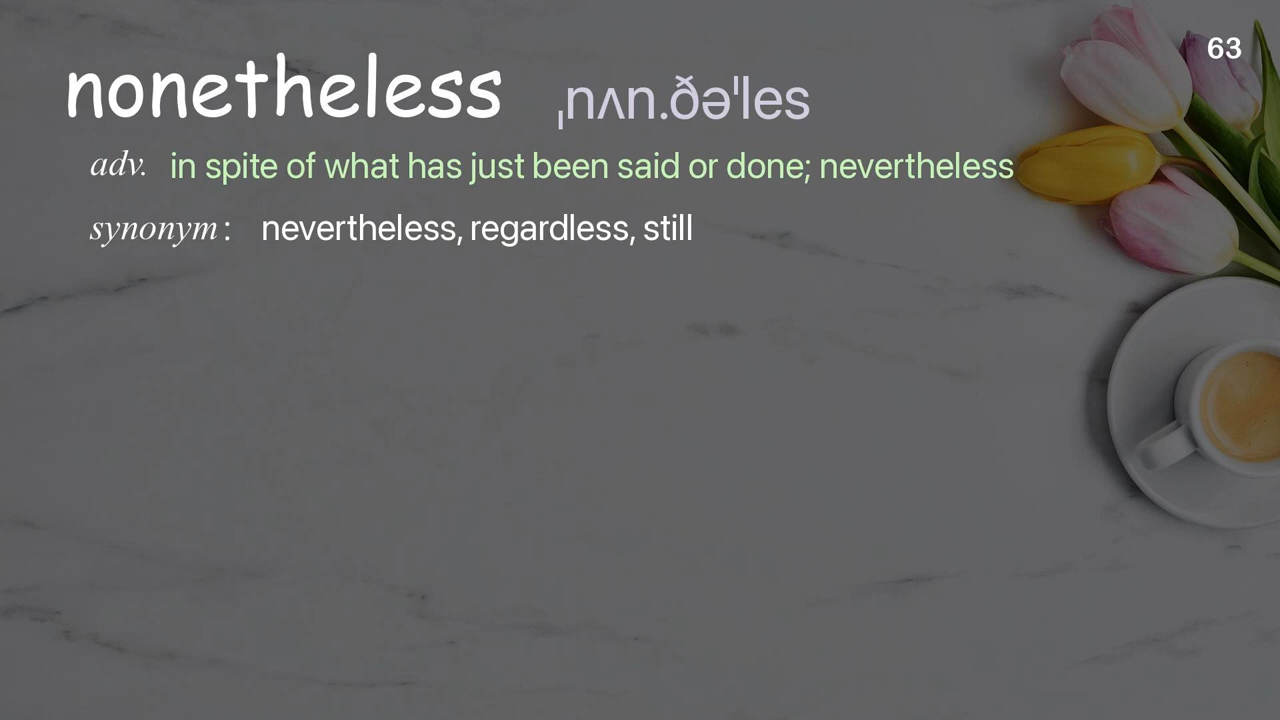 63
nonetheless ˌnʌn.ðəˈles
adv. in spite of what has just been said or done; nevertheless
synonym: nevertheless, regardless, still